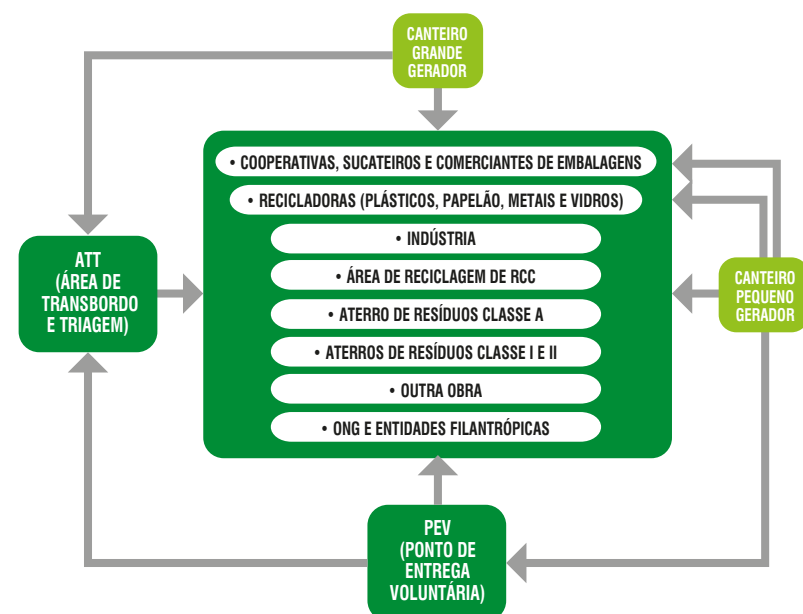 CANTEIRO
GRANDE
GERADOR
• COOPERATIVAS, SUCATEIROS E COMERCIANTES DE EMBALAGENS
• RECICLADORAS (PLÁSTICOS, PAPELÃO, METAIS E VIDROS)
• INDÚSTRIA
• ÁREA DE RECICLAGEM DE RCC
• ATERRO DE RESÍDUOS CLASSE A
• ATERROS DE RESÍDUOS CLASSE I E II
• OUTRA OBRA
• ONG E ENTIDADES FILANTRÓPICAS
ATT
(ÁREA DE
TRANSBORDO
E TRIAGEM)
CANTEIRO
PEQUENO
GERADOR
PEV
(PONTO DE
ENTREGA
VOLUNTÁRIA)